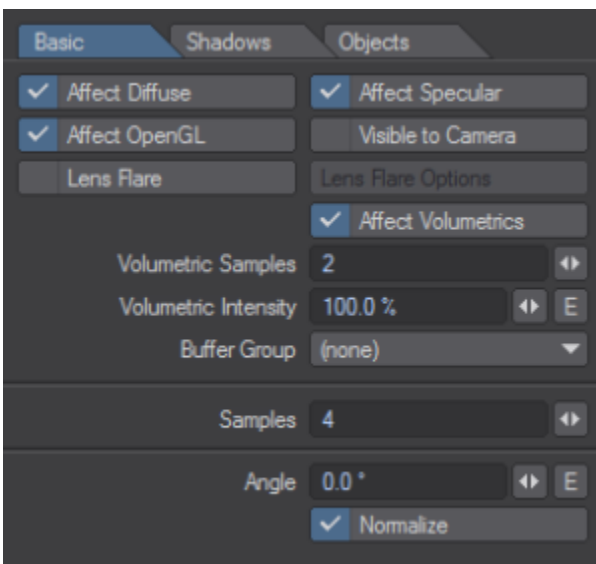 Basic Shadows Objects
Affect Diffuse Affect Specular
Affect OpenGL Visible to Camera
Lens Flare Lens Flare Options
Affect Volumetrics
Volumetric Samples 2
Volumetric Intensity 100.0 % E
Buffer Group (none)
Samples 4
Angle 0.0 ° E
Normalize